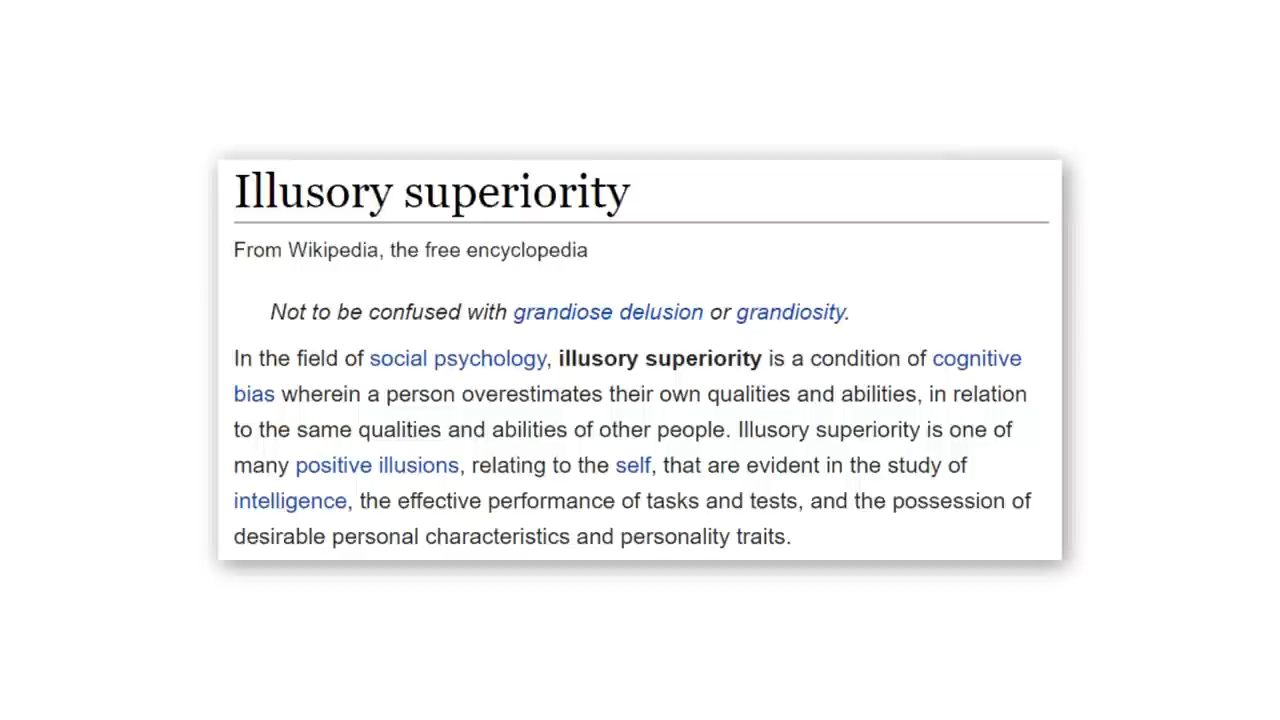 Illusory superiority
From Wikipedia, the free encyclopedia
Not to be confused with grandiose delusion or grandiosity.
In the field of social psychology, illusory superiority is a condition of cognitive
bias wherein a person overestimates their own qualities and abilities, in relation
to the same qualities and abilities of other people. Illusory superiority is one of
many positive illusions, relating to the self, that are evident in the study of
intelligence, the effective performance of tasks and tests, and the possession of
desirable personal characteristics and personality traits.